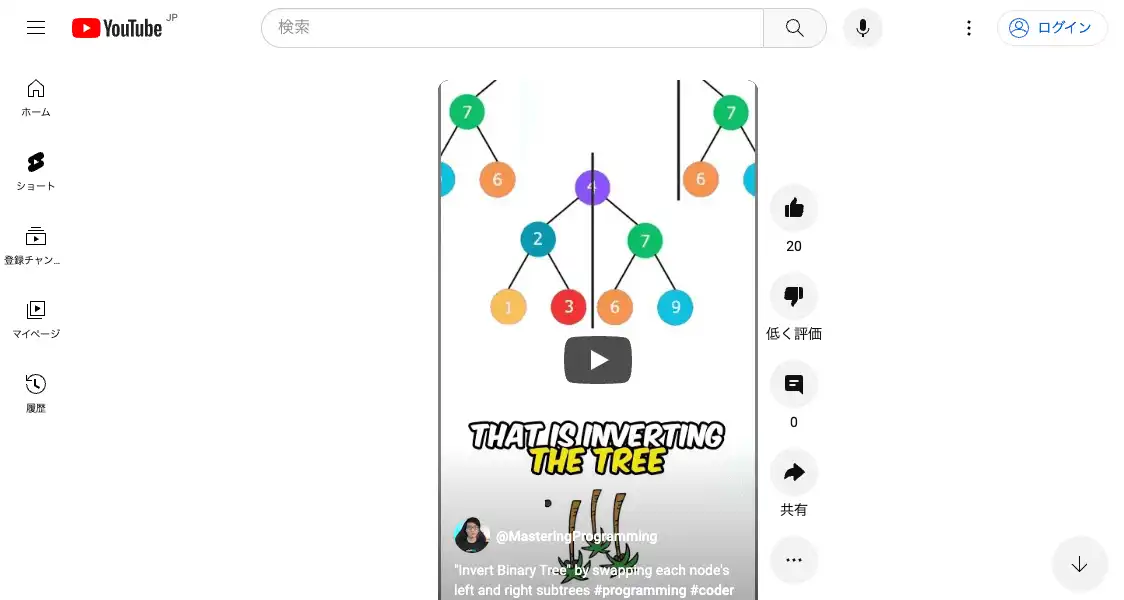 YouTube JP
検索
ログイン
ホーム
ショート
登録チャン...
マイページ
履歴
7
7
6
6
4
2
7
1
3
6
9
THAT IS INVERTING
THE TREE
@MasteringProgramming
"Invert Binary Tree" by swapping each node's
left and right subtrees #programming #coder
20
低く評価
0
共有